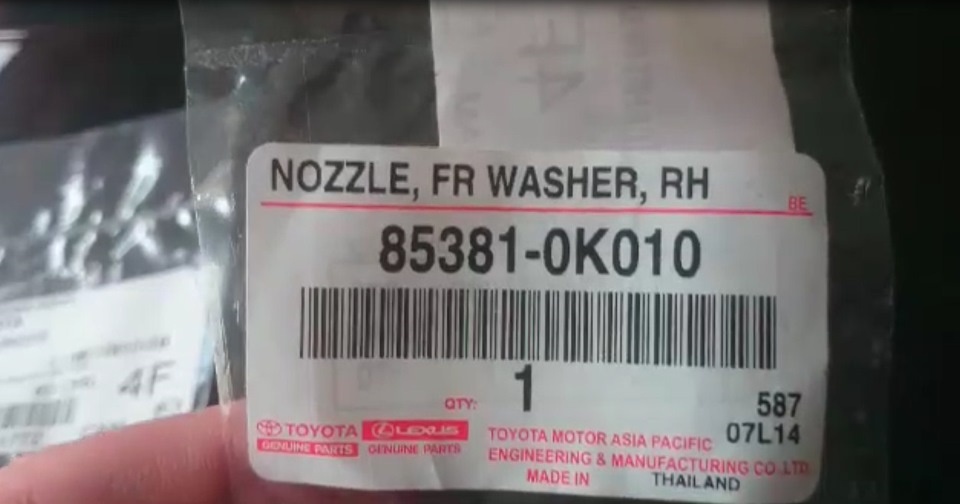 NOZZLE, FR WASHER, RH
BE
85381-0K010
QTY: 1
587
07L14
TOYOTA GENUINE PARTS
LEXUS GENUINE PARTS
TOYOTA MOTOR ASIA PACIFIC
ENGINEERING & MANUFACTURING CO.LTD.
MADE IN THAILAND
4F